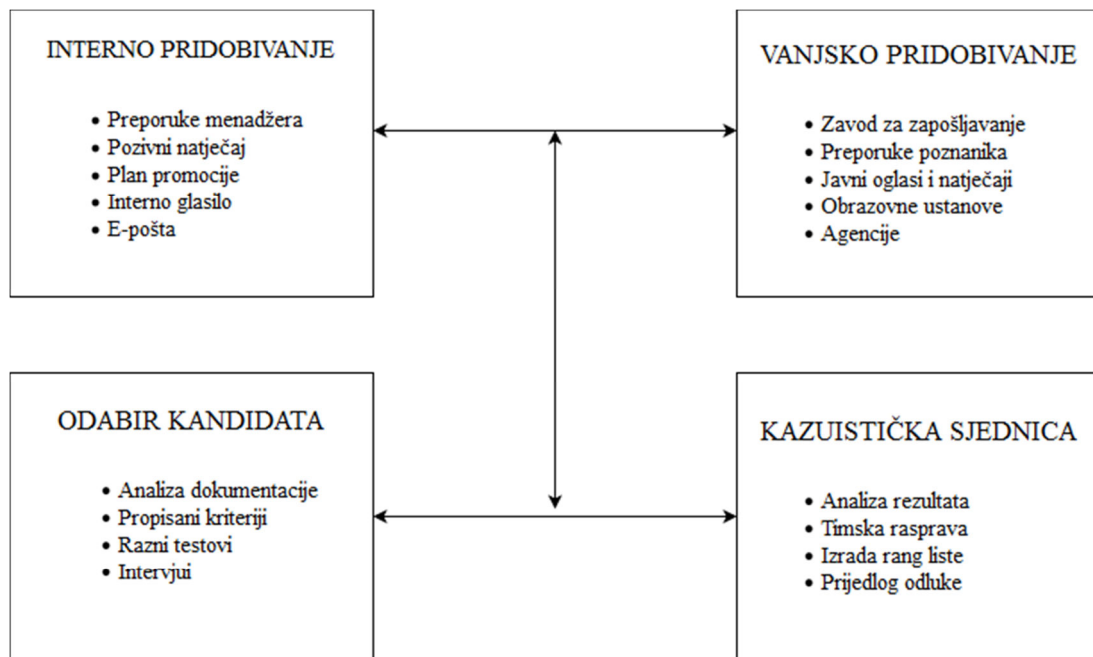 INTERNO PRIDOBIVANJE
• Preporuke menadžera
• Pozivni natječaj
• Plan promocije
• Interno glasilo
• E-pošta
VANJSKO PRIDOBIVANJE
• Zavod za zapošljavanje
• Preporuke poznanika
• Javni oglasi i natječaji
• Obrazovne ustanove
• Agencije
ODABIR KANDIDATA
• Analiza dokumentacije
• Propisani kriteriji
• Razni testovi
• Intervjui
KAZUISTIČKA SJEDNICA
• Analiza rezultata
• Timska rasprava
• Izrada rang liste
• Prijedlog odluke